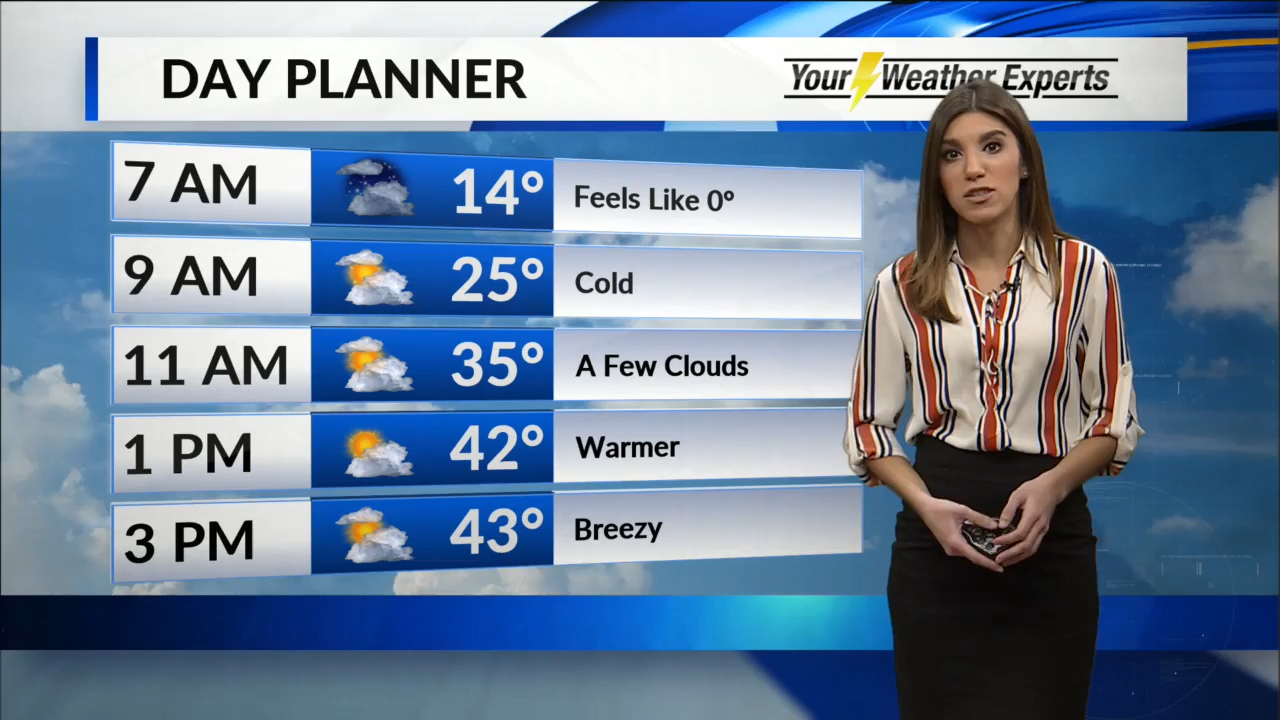 DAY PLANNER
Your Weather Experts
7 AM 14° Feels Like 0°
9 AM 25° Cold
11 AM 35° A Few Clouds
1 PM 42° Warmer
3 PM 43° Breezy